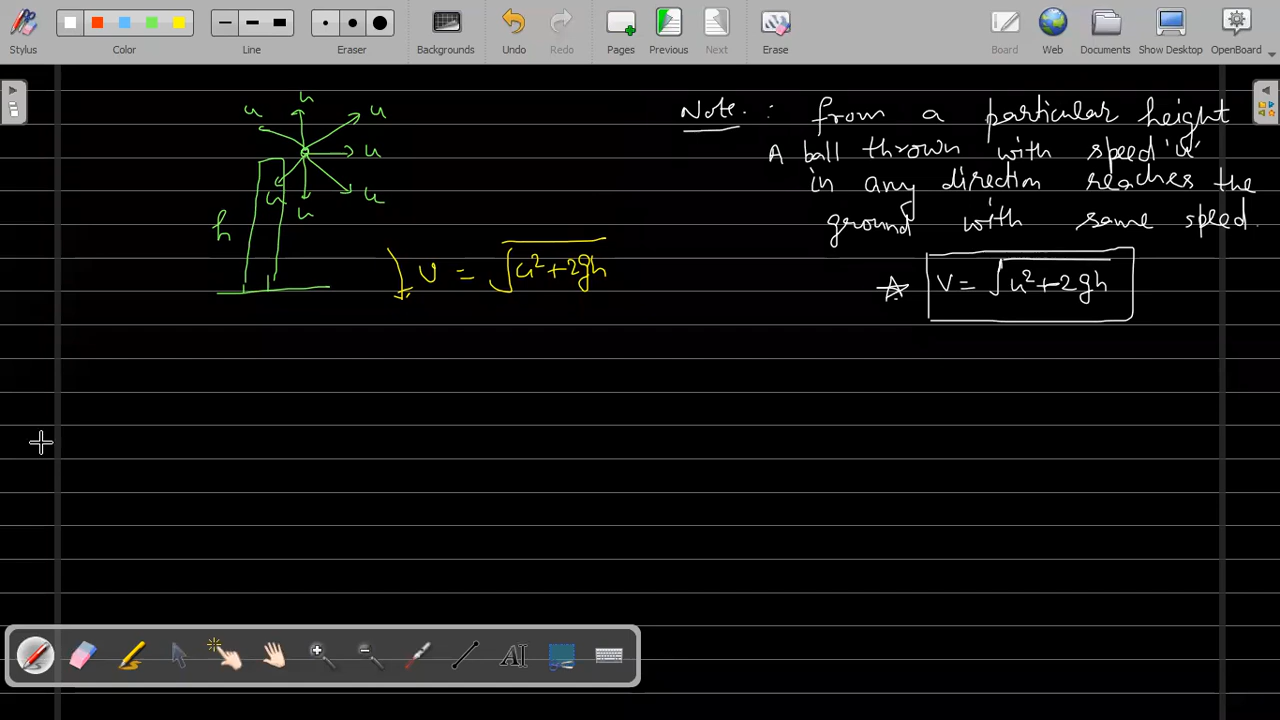 Stylus
Color
Line
Eraser
Backgrounds
Undo
Redo
Pages
Previous
Next
Erase
Board
Web
Documents
Show Desktop
OpenBoard
u
u
u
u
u
u
u
h
v = √u²+2gh
Note. : from a particular height
A ball thrown with speed 'u'
in any direction reaches the
ground with same speed.
☆ V = √u²+2gh